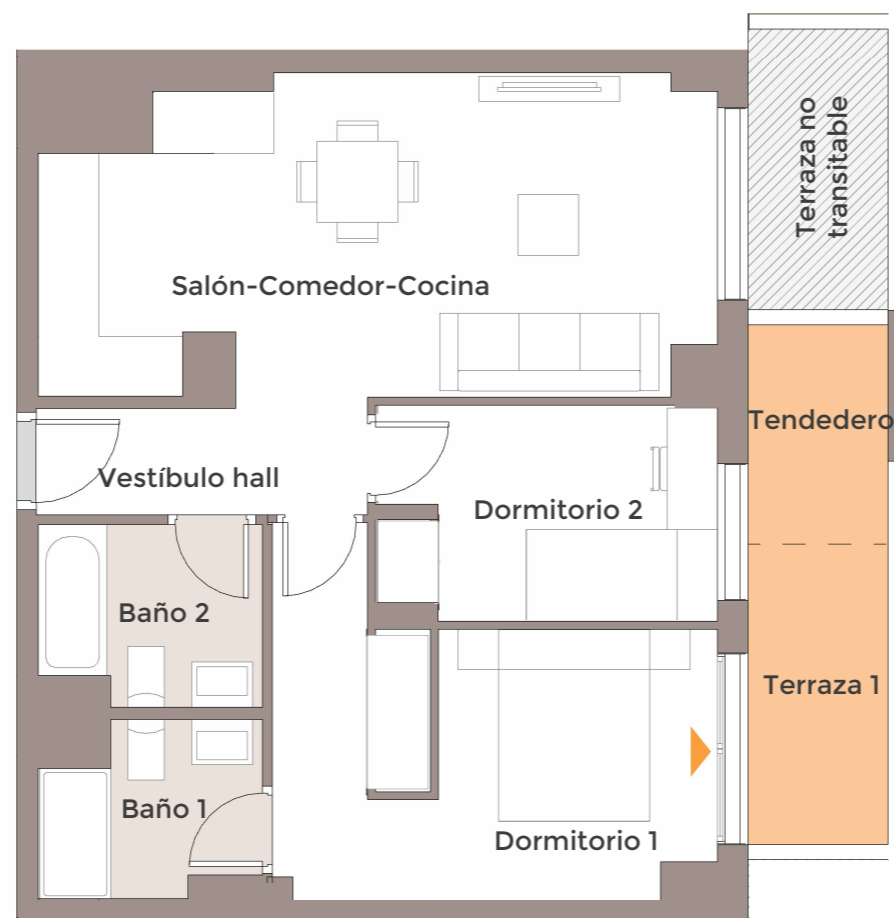 Terraza no
transitable
Salón-Comedor-Cocina
Tendedero
Vestíbulo hall
Dormitorio 2
Baño 2
Terraza 1
Baño 1
Dormitorio 1